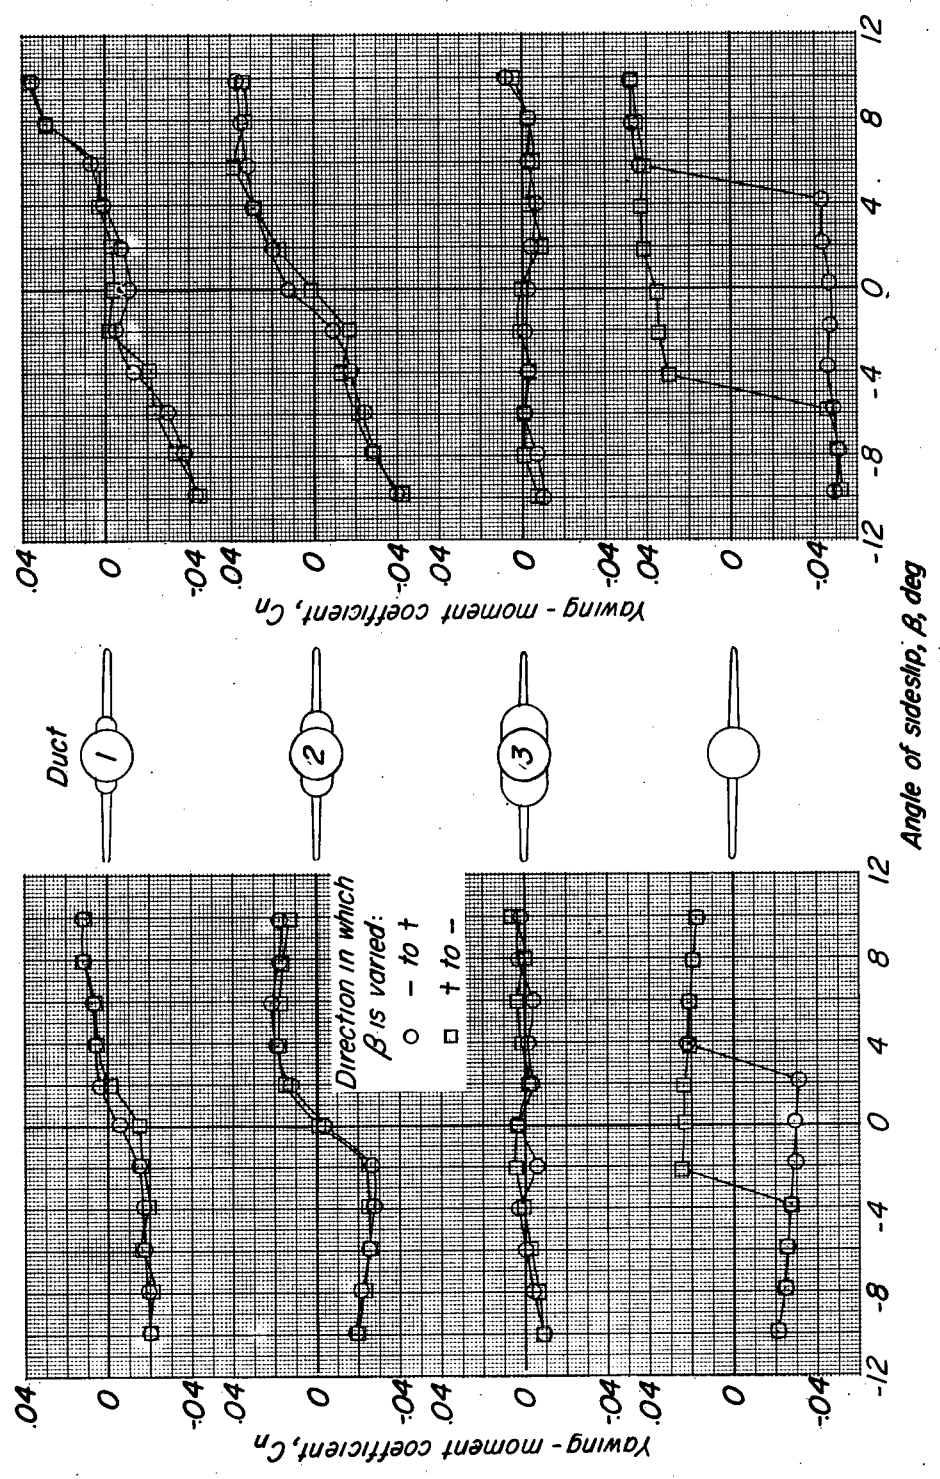 Duct
.04
0
-.04
.04
0
-.04
.04
0
0
-.04
Yawing - moment coefficient, Cn
-12 -8 -4 0 4 8 12
Direction in which
β is varied:
○ - to +
□ + to -
1
2
3
.04
0
-.04
.04
0
-.04
.04
0
-.04
.04
0
-.04
Yawing - moment coefficient, Cn
-12 -8 -4 0 4 8 12
Angle of sideslip, β, deg